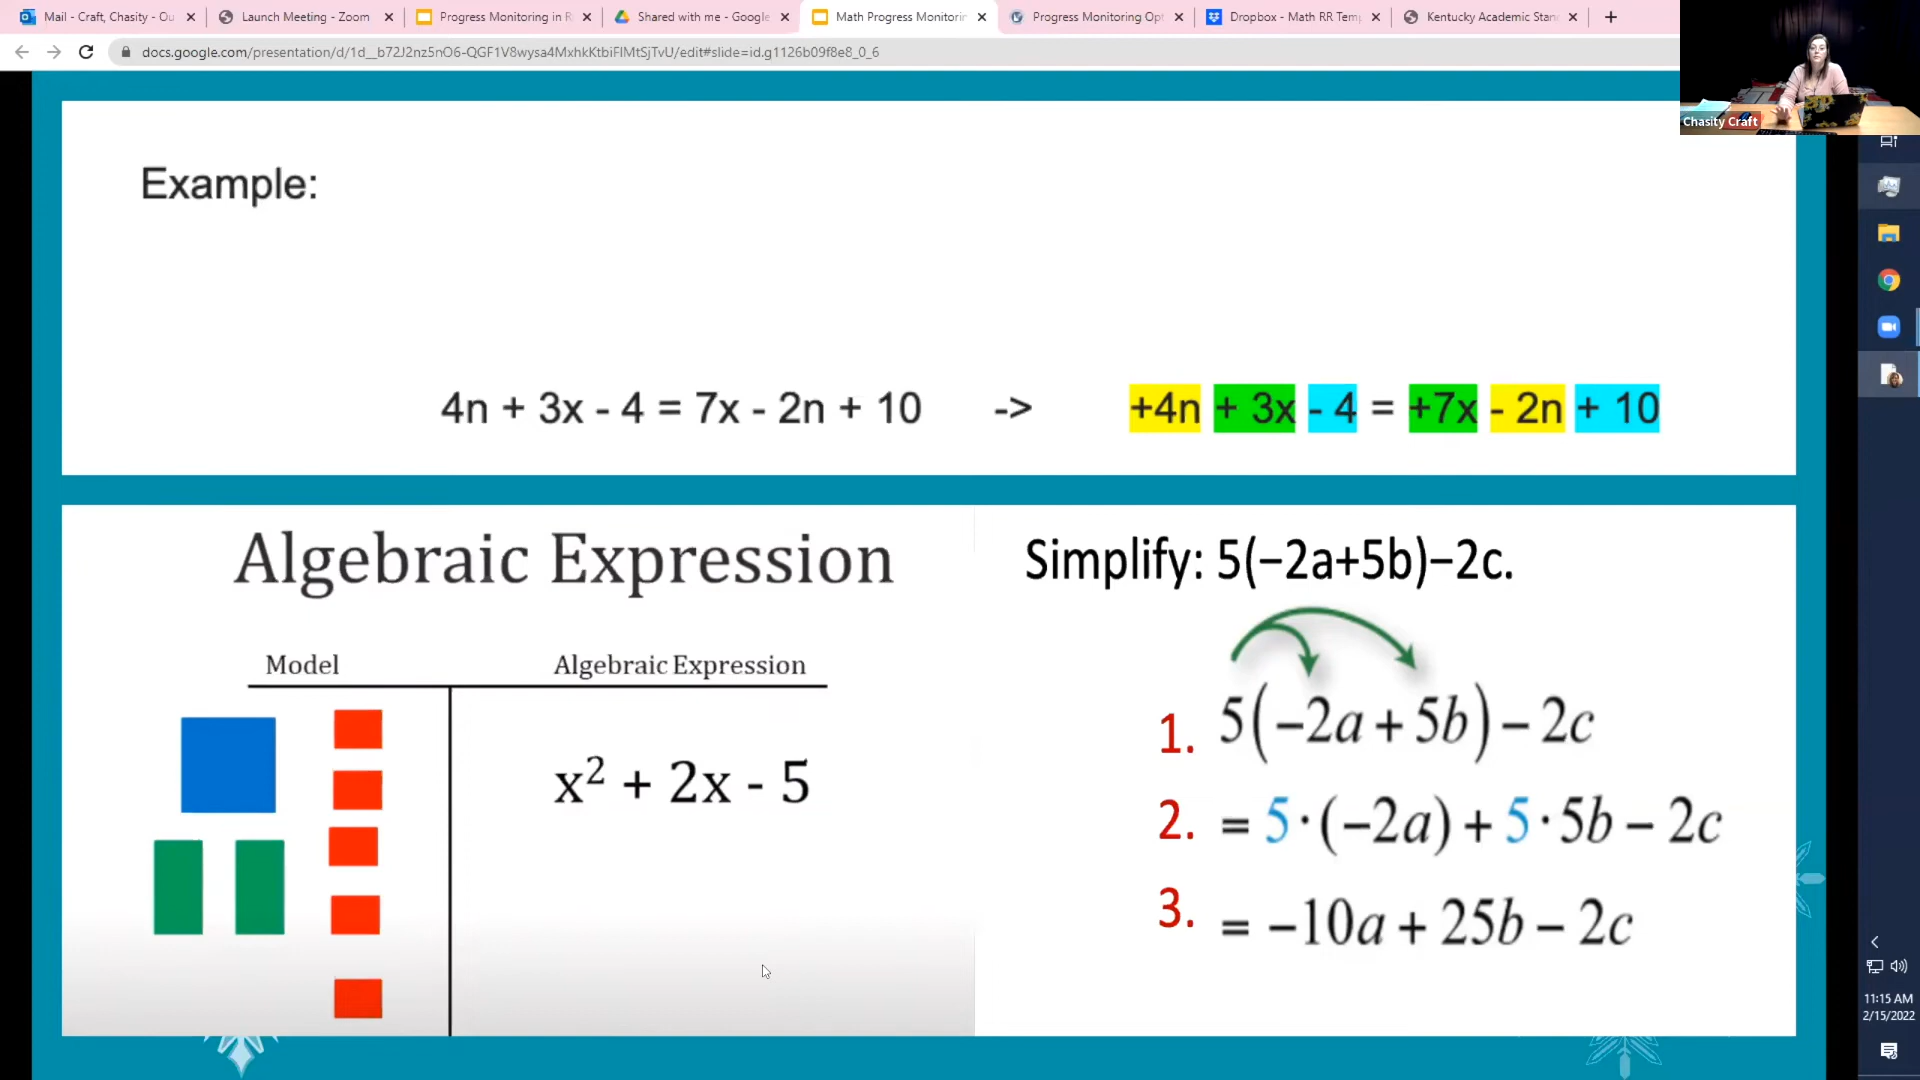 Mail - Craft, Chasity - Ou
Launch Meeting - Zoom
Progress Monitoring in R
Shared with me - Google
Math Progress Monitorin
Progress Monitoring Opt
Dropbox - Math RR Temp
Kentucky Academic Stan
docs.google.com/presentation/d/1d__b72J2nz5nO6-QGF1V8wysa4MxhkKtbiFIMtSjTvU/edit#slide=id.g1126b09f8e8_0_6
Chasity Craft
Example:
4n + 3x - 4 = 7x - 2n + 10 -> +4n + 3x - 4 = +7x - 2n + 10
Algebraic Expression
Model Algebraic Expression
x² + 2x - 5
Simplify: 5(−2a+5b)−2c.
1. 5(−2a + 5b) − 2c
2. = 5·(−2a) + 5·5b − 2c
3. = −10a + 25b − 2c
11:15 AM
2/15/2022